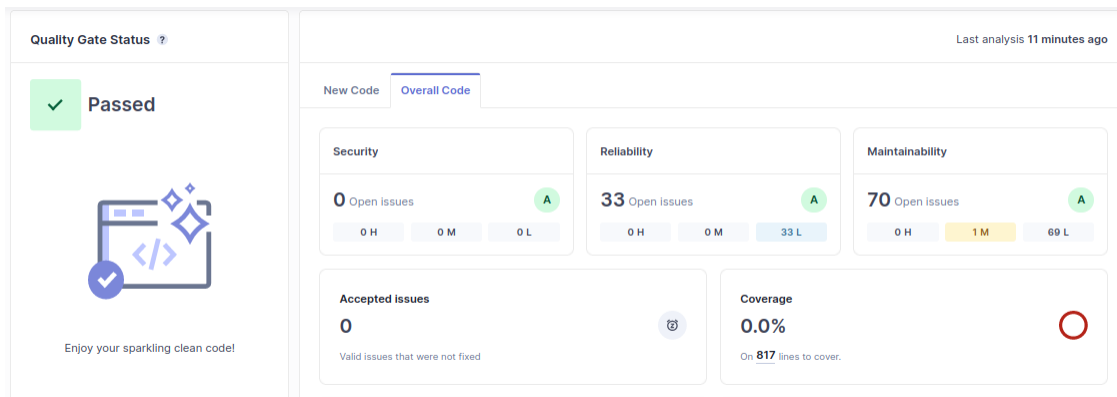 Quality Gate Status ?
Last analysis 11 minutes ago
Passed
New Code
Overall Code
Security
0 Open issues
A
0 H
0 M
0 L
Reliability
33 Open issues
A
0 H
0 M
33 L
Maintainability
70 Open issues
A
0 H
1 M
69 L
Enjoy your sparkling clean code!
Accepted issues
0
Valid issues that were not fixed
Coverage
0.0%
On 817 lines to cover.